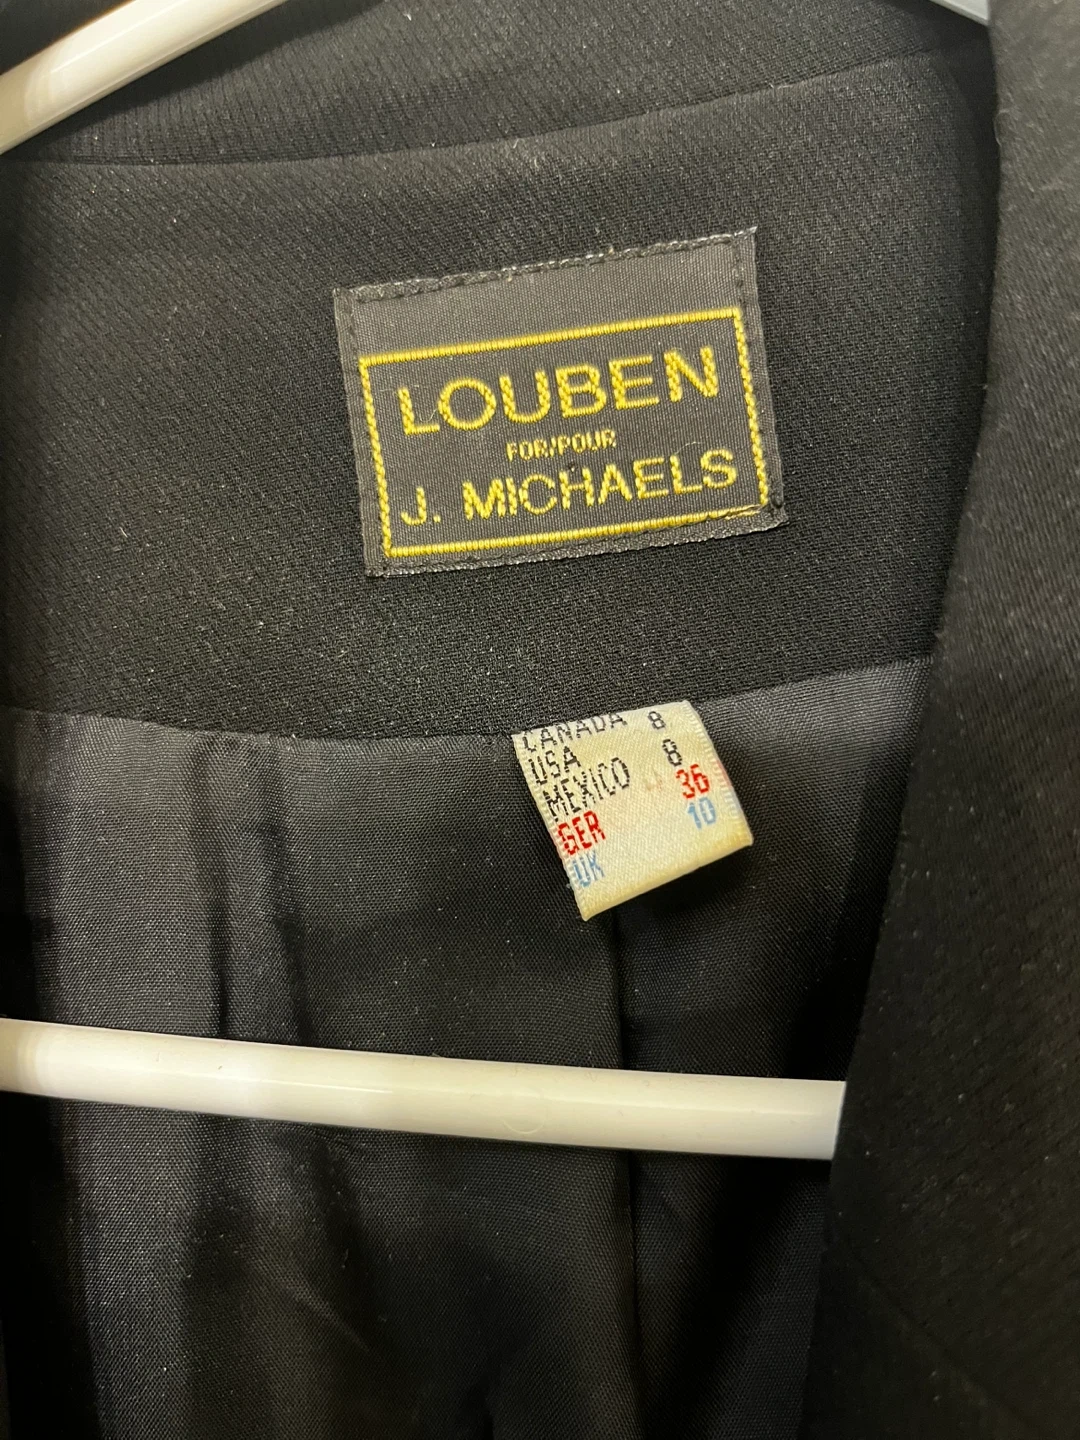 LOUBEN
FOR/POUR
J. MICHAELS
CANADA
USA 8
MEXICO 8
GER 36
UK 10